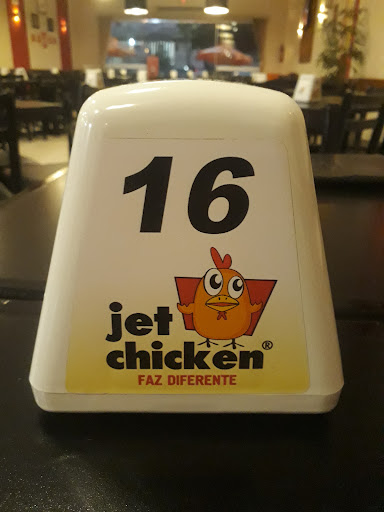 16
jet
chicken®
FAZ DIFERENTE